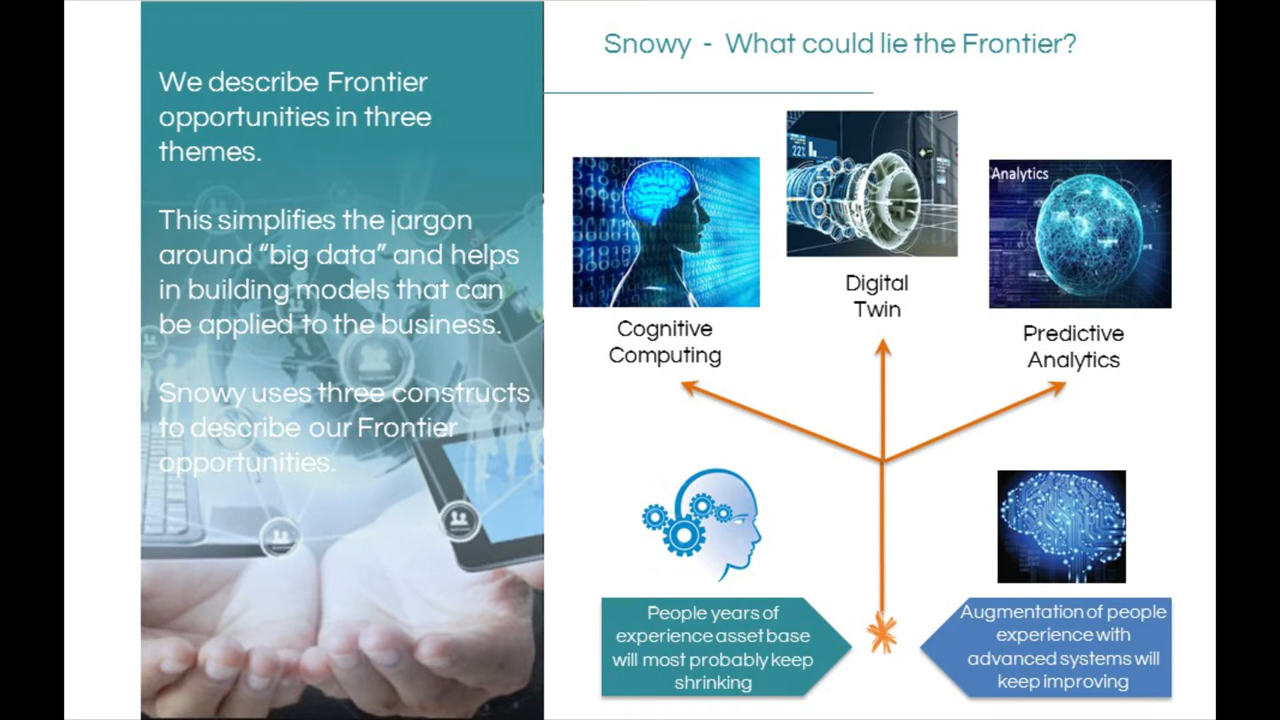 We describe Frontier
opportunities in three
themes.
This simplifies the jargon
around “big data” and helps
in building models that can
be applied to the business.
Snowy uses three constructs
to describe our Frontier
opportunities.
Snowy - What could lie the Frontier?
22%
Analytics
Cognitive
Computing
Digital
Twin
Predictive
Analytics
People years of
experience asset base
will most probably keep
shrinking
Augmentation of people
experience with
advanced systems will
keep improving